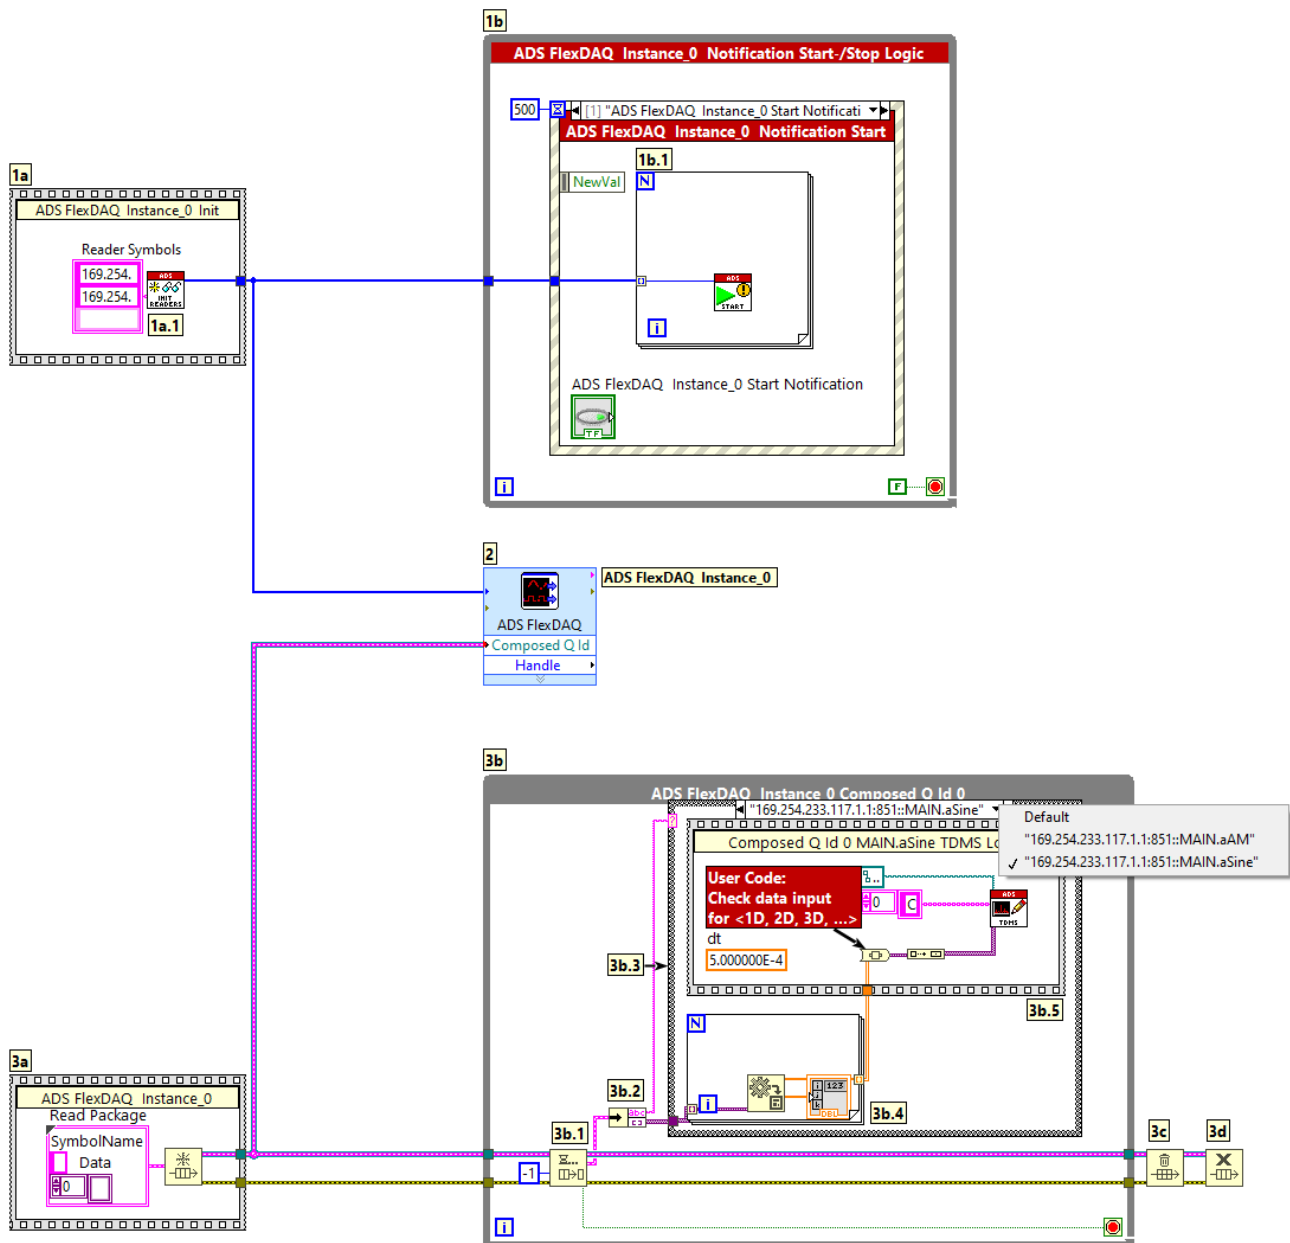 1b
ADS FlexDAQ Instance_0 Notification Start-/Stop Logic
500
[1] "ADS FlexDAQ Instance_0 Start Notificati
ADS FlexDAQ Instance_0 Notification Start
1b.1
NewVal
N
ADS
START
i
ADS FlexDAQ Instance_0 Start Notification
TF
i
F
1a
ADS FlexDAQ Instance_0 Init
Reader Symbols
169.254.
169.254.
ADS
INIT
READERS
1a.1
2
ADS FlexDAQ Instance_0
ADS FlexDAQ
Composed Q Id
Handle
3b
ADS FlexDAQ Instance_0 Composed Q Id 0
"169.254.233.117.1.1:851::MAIN.aSine"
Default
"169.254.233.117.1.1:851::MAIN.aAM"
"169.254.233.117.1.1:851::MAIN.aSine"
Composed Q Id 0 MAIN.aSine TDMS Lo
User Code:
Check data input
for <1D, 2D, 3D, ...>
0
C
ADS
TDMS
dt
5.000000E-4
3b.3
3b.5
N
i
123
DBL
3b.4
3b.2
abc
3b.1
-1
i
3a
ADS FlexDAQ Instance_0
Read Package
SymbolName
Data
0
3c
3d